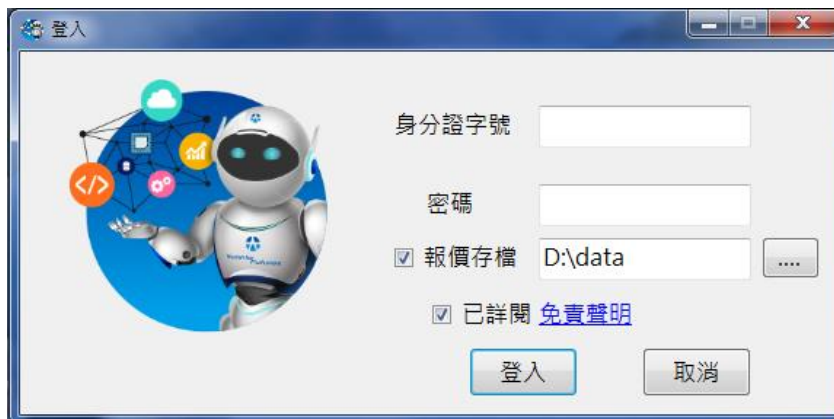 登入
身分證字號
密碼
報價存檔 D:\data ....
已詳閱 免責聲明
登入 取消
</>